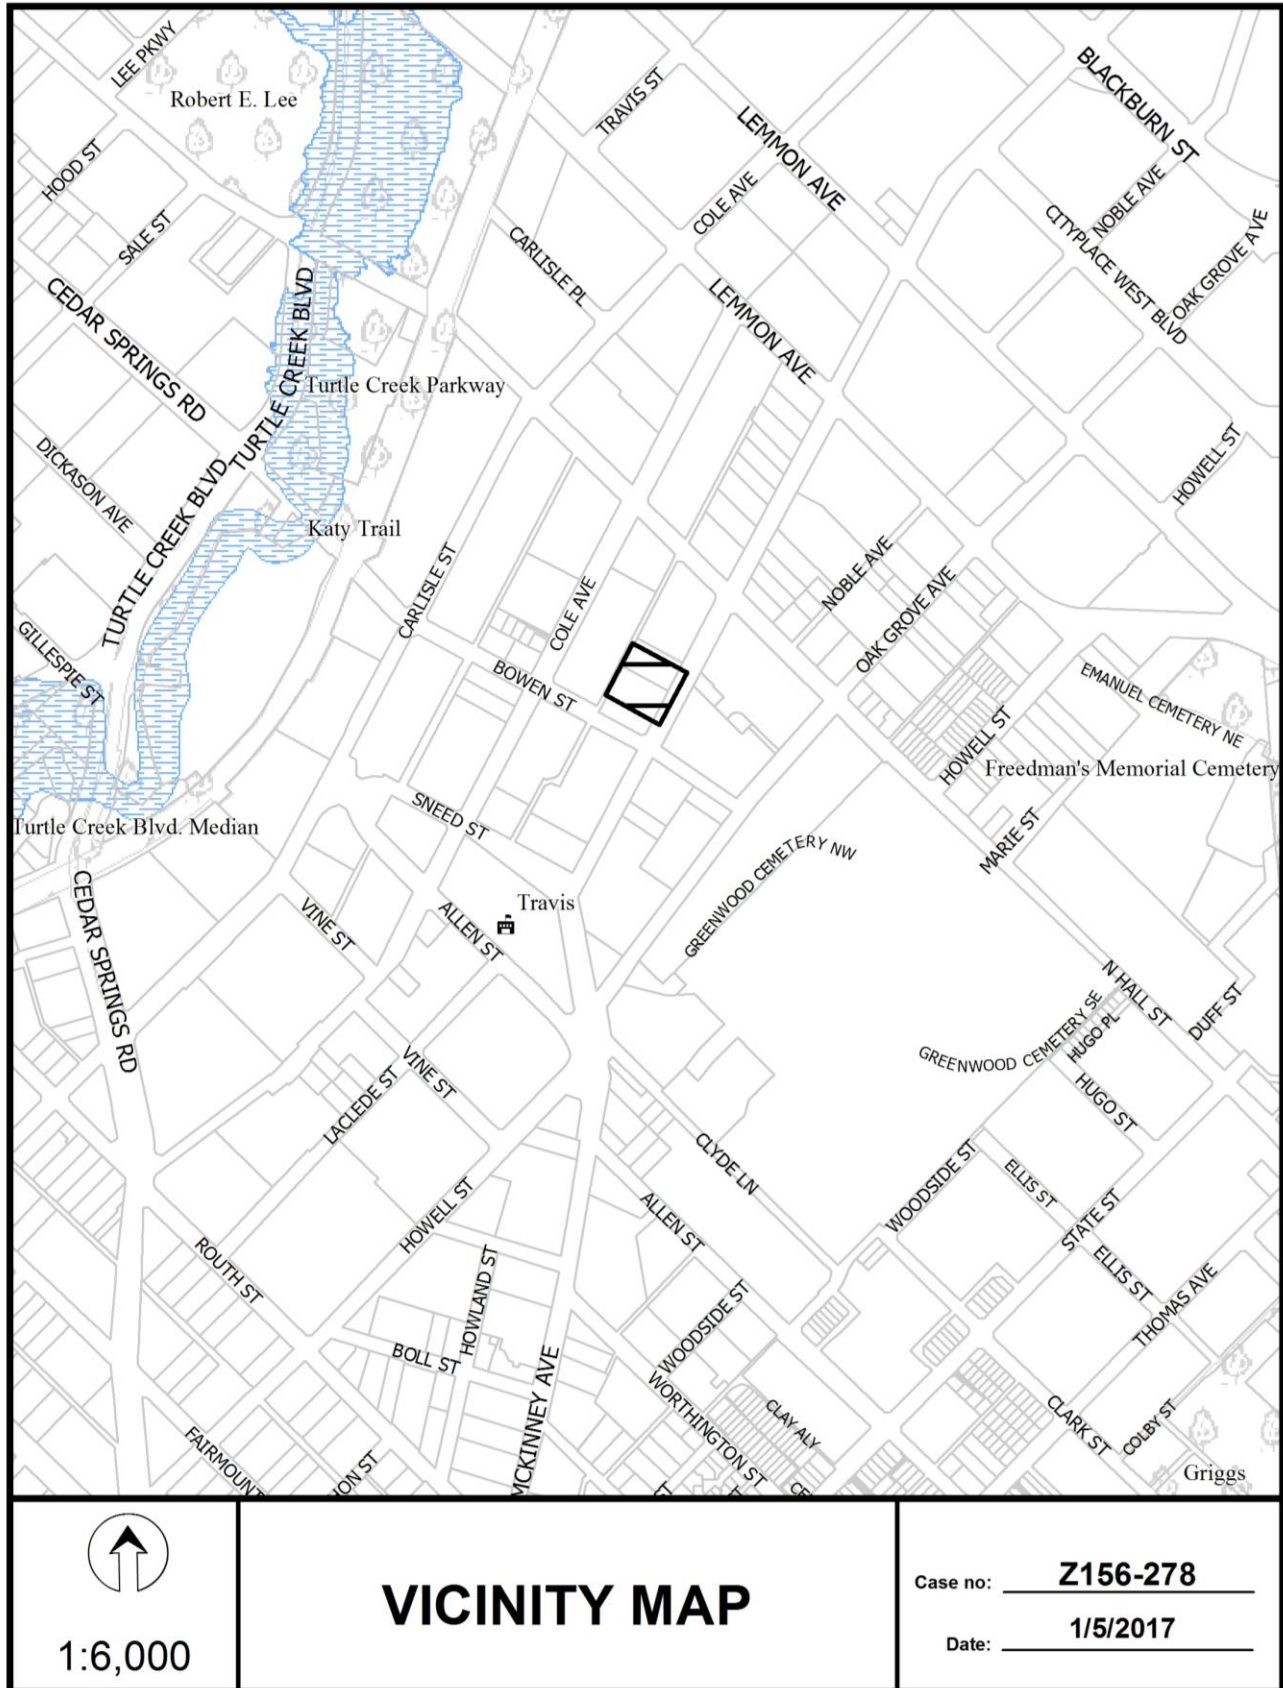 LEE PKWY
Robert E. Lee
TRAVIS ST
LEMMON AVE
BLACKBURN ST
HOOD ST
SALE ST
COLE AVE
NOBLE AVE
CITYPLACE WEST BLVD
OAK GROVE AVE
CARLISLE PL
CEDAR SPRINGS RD
TURTLE CREEK BLVD
LEMMON AVE
Turtle Creek Parkway
DICKASON AVE
TURTLE CREEK BLVD
HOWELL ST
Katy Trail
CARLISLE ST
COLE AVE
NOBLE AVE
OAK GROVE AVE
GILLESPIE ST
BOWEN ST
EMANUEL CEMETERY NE
HOWELL ST
Freedman's Memorial Cemetery
Turtle Creek Blvd. Median
SNEED ST
MARIE ST
GREENWOOD CEMETERY NW
CEDAR SPRINGS RD
VINE ST
ALLEN ST
Travis
N HALL ST
DUFF ST
GREENWOOD CEMETERY SE
HUGO PL
HUGO ST
VINE ST
LACLEDE ST
CLYDE LN
WOODSIDE ST
ELLIS ST
STATE ST
HOWELL ST
ALLEN ST
ELLIS ST
THOMAS AVE
ROUTH ST
HOWLAND ST
BOLL ST
WOODSIDE ST
WORTHINGTON ST
CLAY ALY
CLARK ST
COLBY ST
MCKINNEY AVE
FAIRMOUNT
Griggs
1:6,000
VICINITY MAP
Case no: Z156-278
Date: 1/5/2017